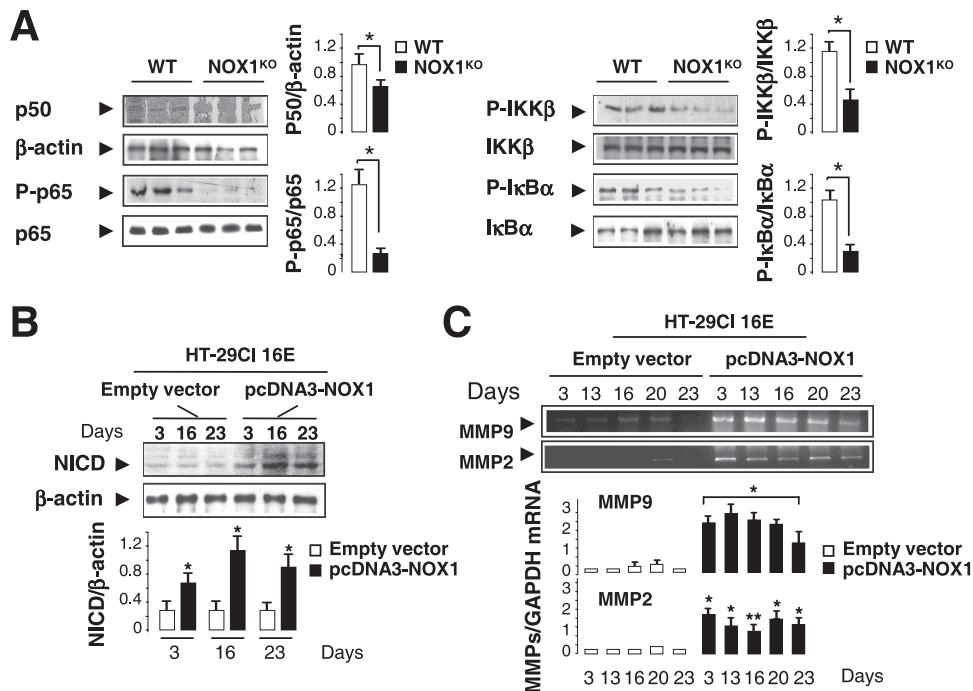 A
WT NOX1KO
p50
β-actin
P-p65
p65
P50/β-actin
1.2
0.8
0.4
0
*
WT
NOX1KO
P-p65/p65
1.2
0.8
0.4
0
*
WT NOX1KO
P-IKKβ
IKKβ
P-IκBα
IκBα
P-IKKβ/IKKβ
1.2
0.8
0.4
0
*
WT
NOX1KO
P-IκBα/IκBα
1.2
0.8
0.4
0
*
B
HT-29Cl 16E
Empty vector pcDNA3-NOX1
Days 3 16 23 3 16 23
NICD
β-actin
NICD/β-actin
1.2
0.8
0.4
0
* * *
Empty vector
pcDNA3-NOX1
3 16 23 Days
C
HT-29Cl 16E
Empty vector pcDNA3-NOX1
Days 3 13 16 20 23 3 13 16 20 23
MMP9
MMP2
MMPs/GAPDH mRNA
MMP9
3
2
1
0
*
Empty vector
pcDNA3-NOX1
MMP2
3
2
1
0
* * ** * *
3 13 16 20 23 3 13 16 20 23 Days